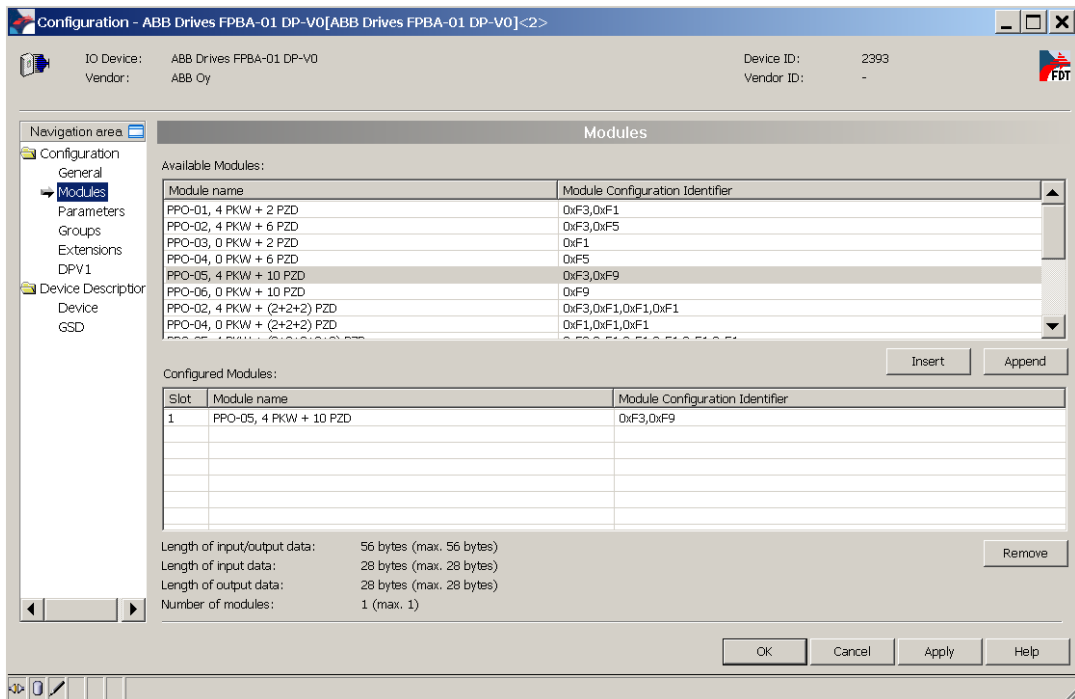 Configuration - ABB Drives FPBA-01 DP-V0[ABB Drives FPBA-01 DP-V0]<2>
IO Device: ABB Drives FPBA-01 DP-V0 Device ID: 2393
Vendor: ABB Oy Vendor ID: -
FDT
Navigation area Modules
Configuration
General
Modules
Parameters
Groups
Extensions
DPV1
Device Description
Device
GSD
Available Modules:
Module name Module Configuration Identifier
PPO-01, 4 PKW + 2 PZD 0xF3,0xF1
PPO-02, 4 PKW + 6 PZD 0xF3,0xF5
PPO-03, 0 PKW + 2 PZD 0xF1
PPO-04, 0 PKW + 6 PZD 0xF5
PPO-05, 4 PKW + 10 PZD 0xF3,0xF9
PPO-06, 0 PKW + 10 PZD 0xF9
PPO-02, 4 PKW + (2+2+2) PZD 0xF3,0xF1,0xF1,0xF1
PPO-04, 0 PKW + (2+2+2) PZD 0xF1,0xF1,0xF1
Insert Append
Configured Modules:
Slot Module name Module Configuration Identifier
1 PPO-05, 4 PKW + 10 PZD 0xF3,0xF9
Length of input/output data: 56 bytes (max. 56 bytes)
Length of input data: 28 bytes (max. 28 bytes)
Length of output data: 28 bytes (max. 28 bytes)
Number of modules: 1 (max. 1)
Remove
OK Cancel Apply Help